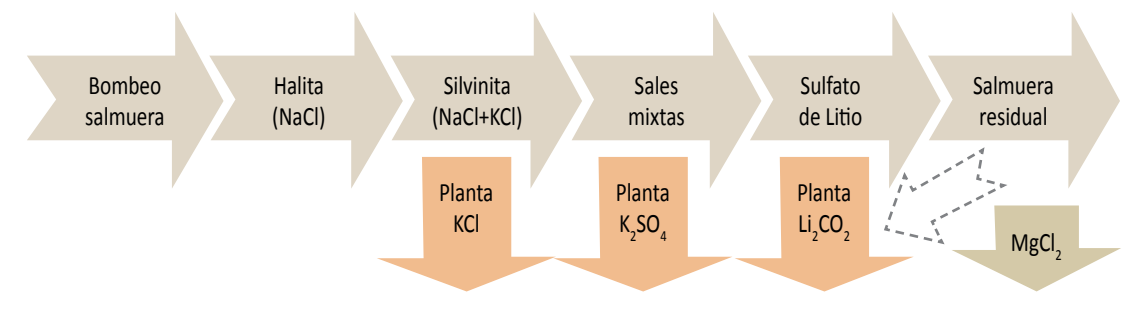 Bombeo
salmuera
Halita
(NaCl)
Silvinita
(NaCl+KCl)
Sales
mixtas
Sulfato
de Litio
Salmuera
residual
Planta
KCl
Planta
K₂SO₄
Planta
Li₂CO₂
MgCl₂